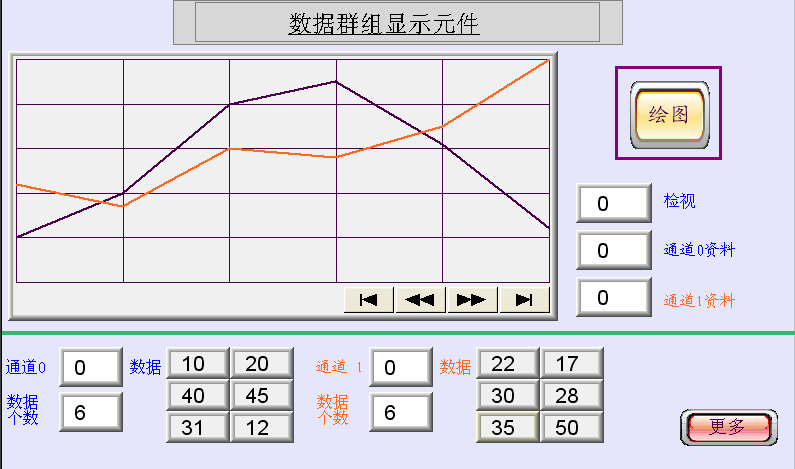 数据群组显示元件
绘图
0 检视
0 通道0资料
0 通道1资料
通道0 0 数据 10 20
数据个数 6 40 45
31 12
通道 1 0 数据 22 17
数据个数 6 30 28
35 50
更多